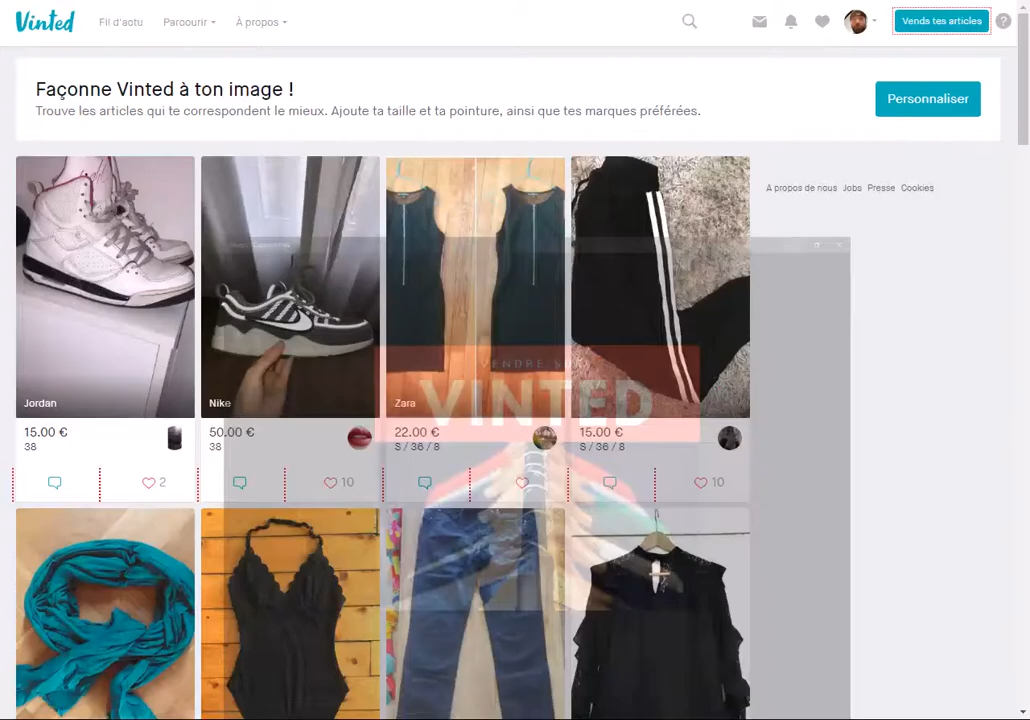 Vinted
Fil d'actu
Parcourir
À propos
Vends tes articles
?
Façonne Vinted à ton image !
Trouve les articles qui te correspondent le mieux. Ajoute ta taille et ta pointure, ainsi que tes marques préférées.
Personnaliser
A propos de nous Jobs Presse Cookies
VENDRE SUR
VINTED
Jordan
Nike
Zara
15.00 €
38
50.00 €
38
22.00 €
S / 36 / 8
15.00 €
S / 36 / 8
2
10
10